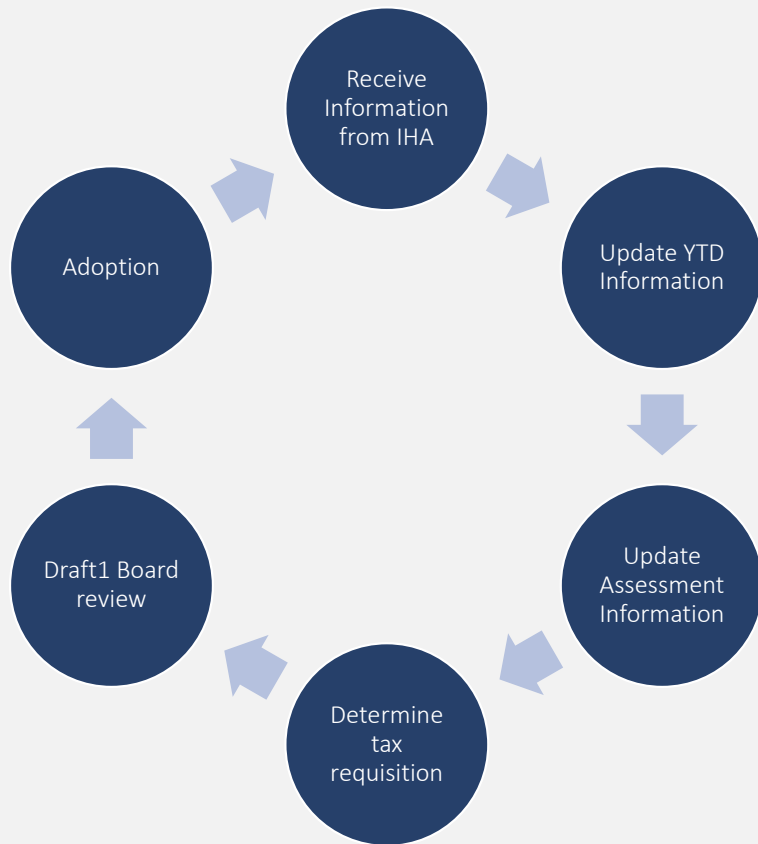 Receive
Information
from IHA
Update YTD
Information
Update
Assessment
Information
Determine
tax
requisition
Draft1 Board
review
Adoption